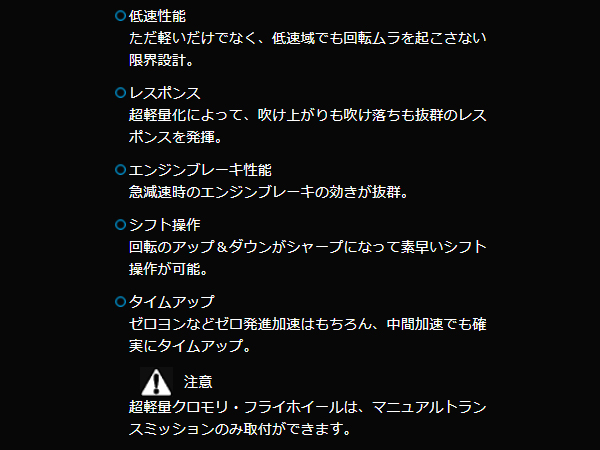 低速性能
ただ軽いだけでなく、低速域でも回転ムラを起こさない
限界設計。
レスポンス
超軽量化によって、吹け上がりも吹け落ちも抜群のレス
ポンスを発揮。
エンジンブレーキ性能
急減速時のエンジンブレーキの効きが抜群。
シフト操作
回転のアップ＆ダウンがシャープになって素早いシフト
操作が可能。
タイムアップ
ゼロヨンなどゼロ発進加速はもちろん、中間加速でも確
実にタイムアップ。
注意
超軽量クロモリ・フライホイールは、マニュアルトラン
スミッションのみ取付ができます。